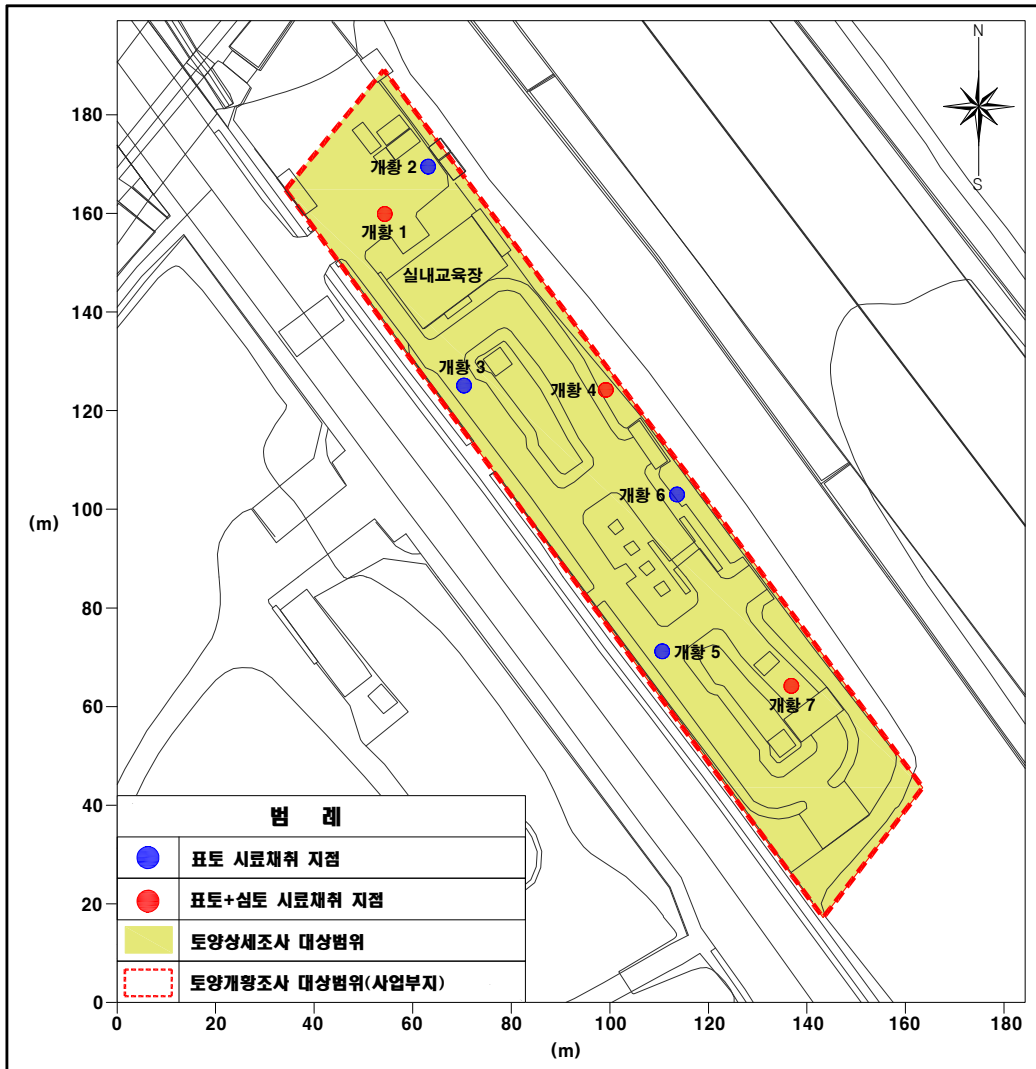 N
S
180
160
140
120
100
80
60
40
20
0
(m)
개황 2
개황 1
실내교육장
개황 3
개황 4
개황 6
개황 5
개황 7
범 례
표토 시료채취 지점
표토+심토 시료채취 지점
토양상세조사 대상범위
토양개황조사 대상범위(사업부지)
0 20 40 60 80 100 120 140 160 180
(m)